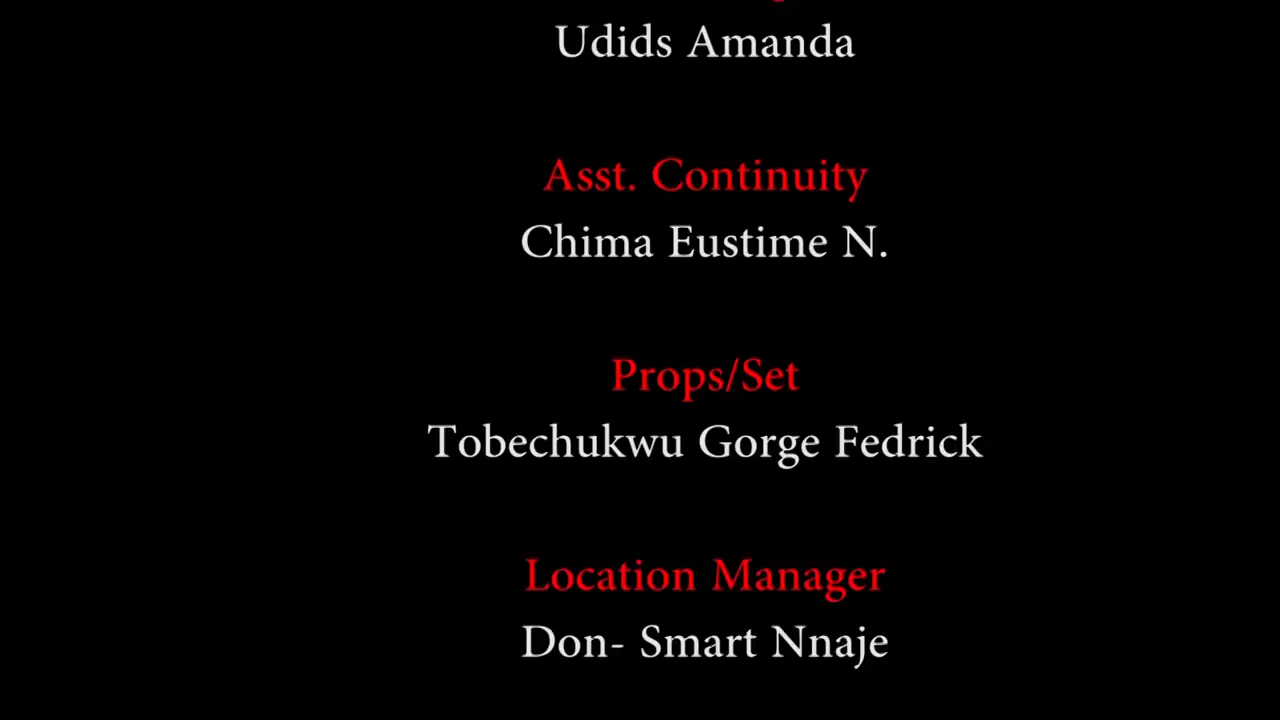 Udids Amanda
Asst. Continuity
Chima Eustime N.
Props/Set
Tobechukwu Gorge Fedrick
Location Manager
Don- Smart Nnaje